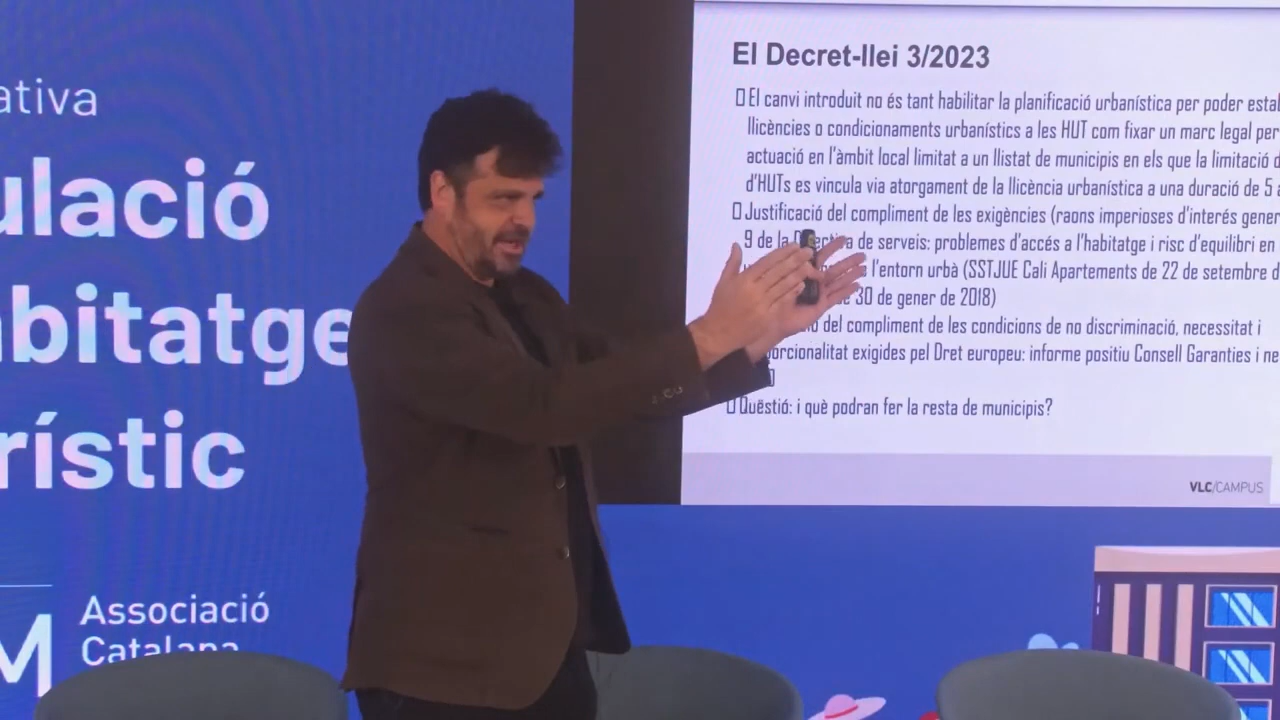 ativa
ulació
abitatge
rístic
M
Associació
Catalana
El Decret-llei 3/2023
El canvi introduit no és tant habilitar la planificació urbanística per poder estal
llicències o condicionaments urbanístics a les HUT com fixar un marc legal per
actuació en l'àmbit local limitat a un llistat de municipis en els que la limitació d
d'HUTs es vincula via atorgament de la llicència urbanística a una duració de 5 a
Justificació del compliment de les exigències (raons imperioses d'interés gener
9 de la de serveis: problemes d'accés a l'habitatge i risc d'equilibri en
l'entorn urbà (SSTJUE Cali Apartements de 22 de setembre d
30 de gener de 2018)
del compliment de les condicions de no discriminació, necessitat i
porcionalitat exigides pel Dret europeu: informe positiu Consell Garanties i ne
Qüestió: i què podran fer la resta de municipis?
VLC/CAMPUS